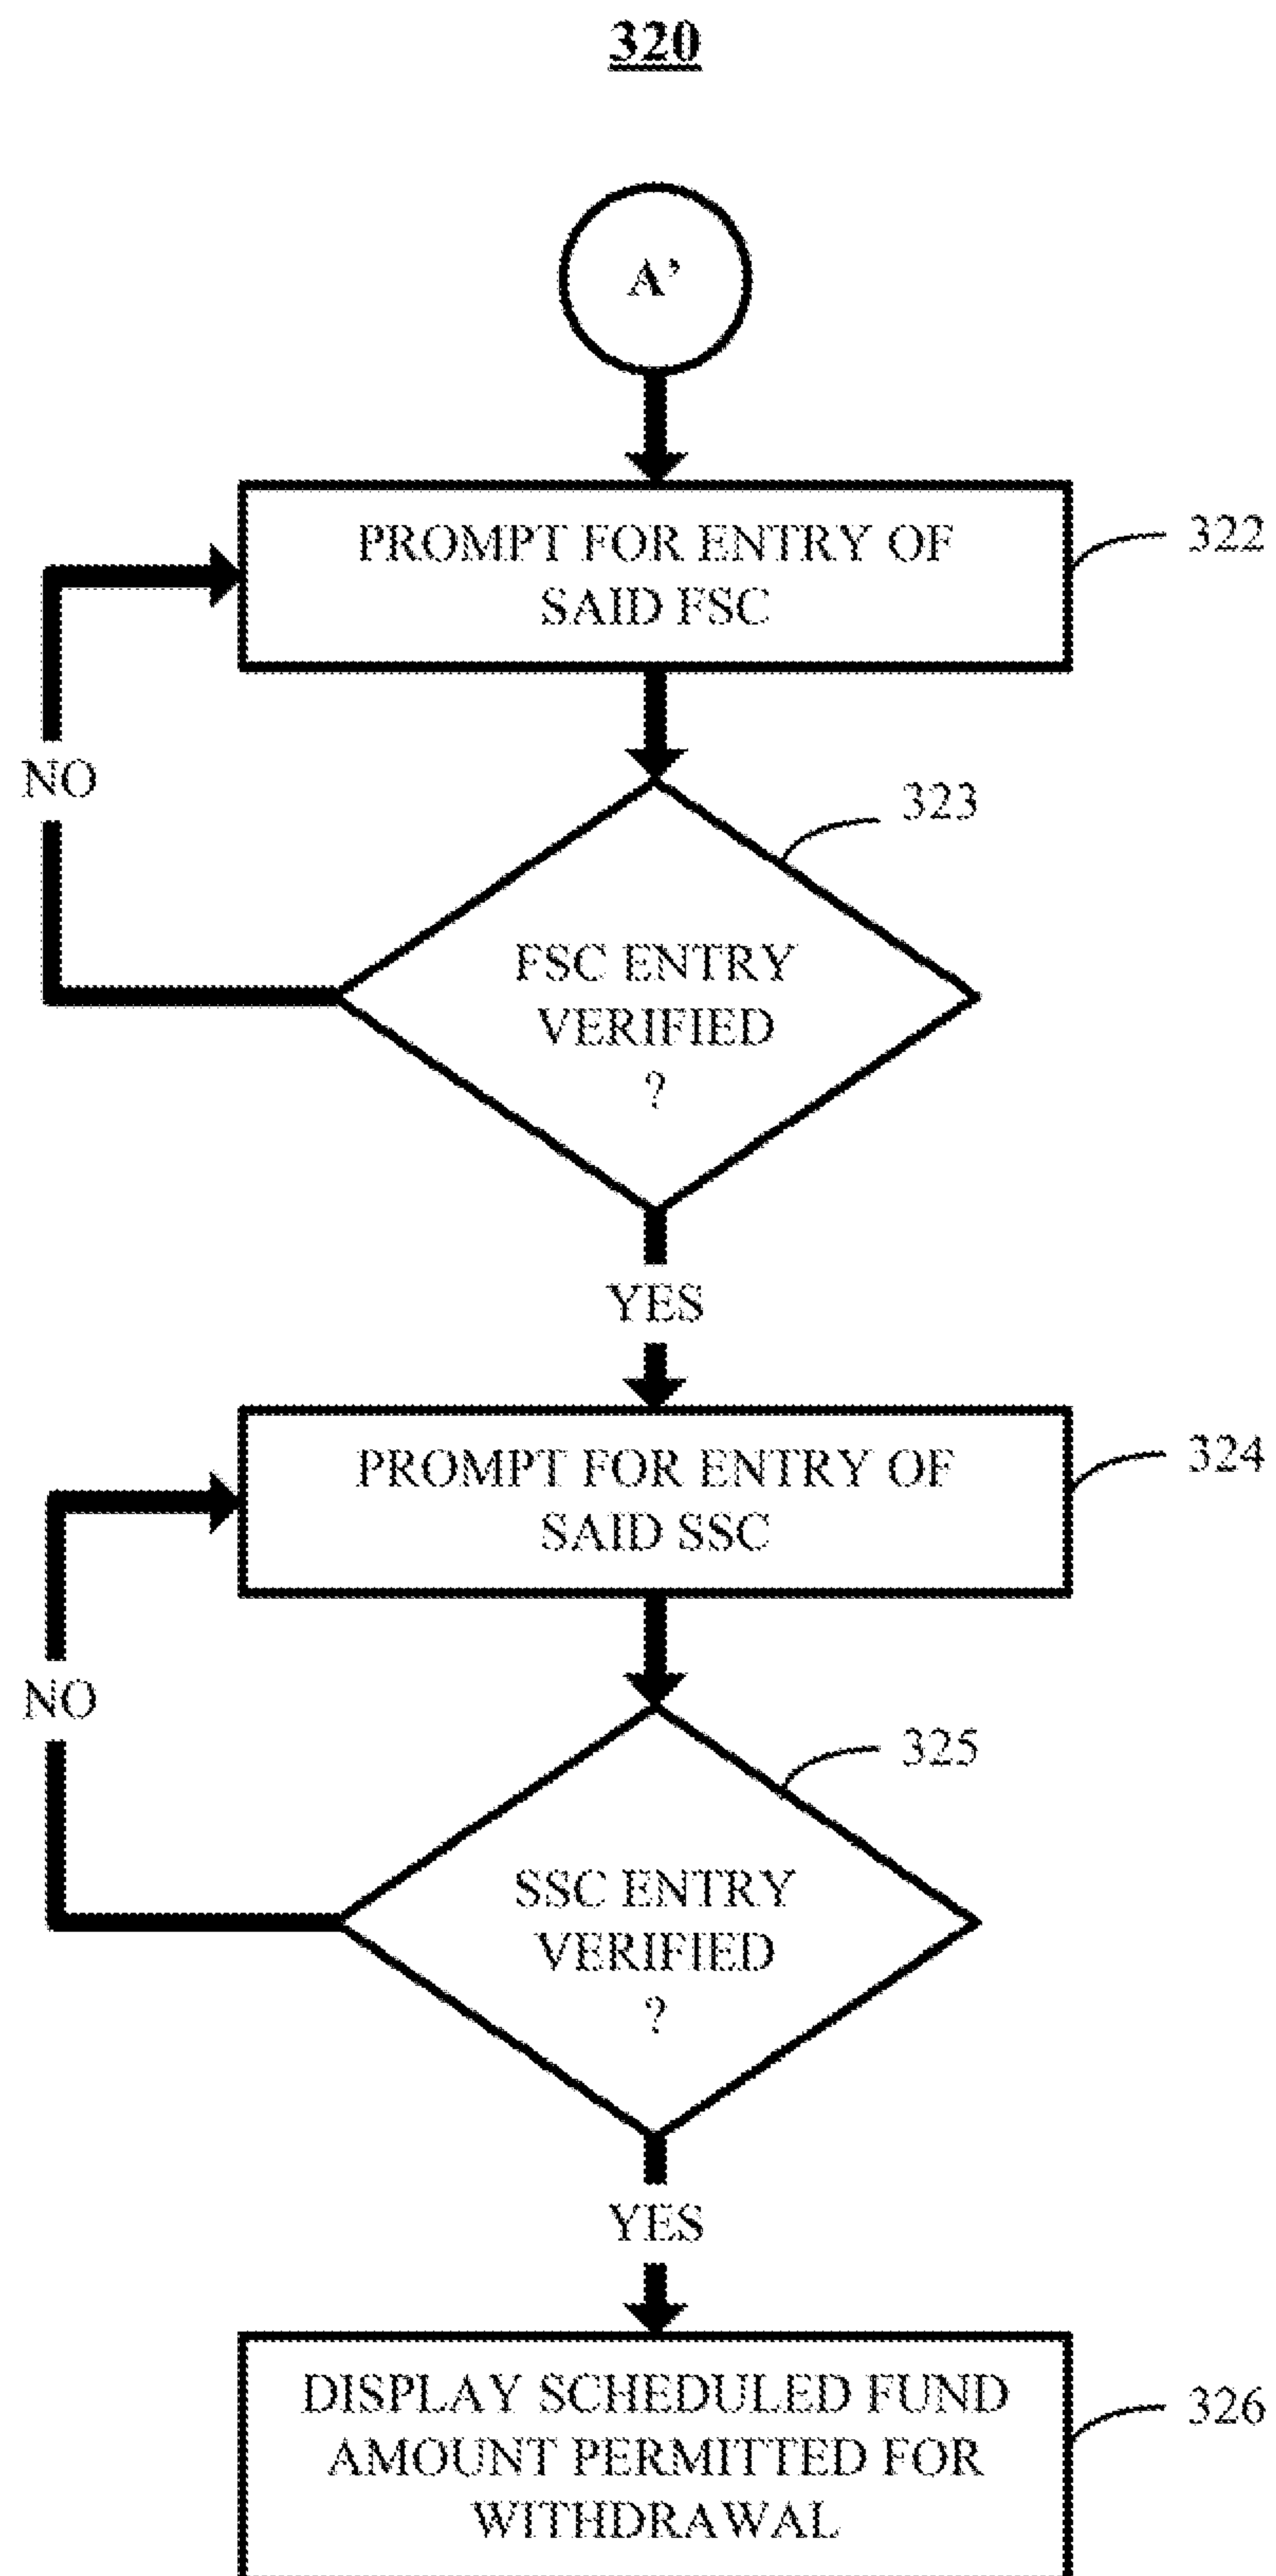 320
A’
PROMPT FOR ENTRY OF
SAID FSC
322
NO
323
FSC ENTRY
VERIFIED
?
YES
PROMPT FOR ENTRY OF
SAID SSC
324
NO
325
SSC ENTRY
VERIFIED
?
YES
DISPLAY SCHEDULED FUND
AMOUNT PERMITTED FOR
WITHDRAWAL
326